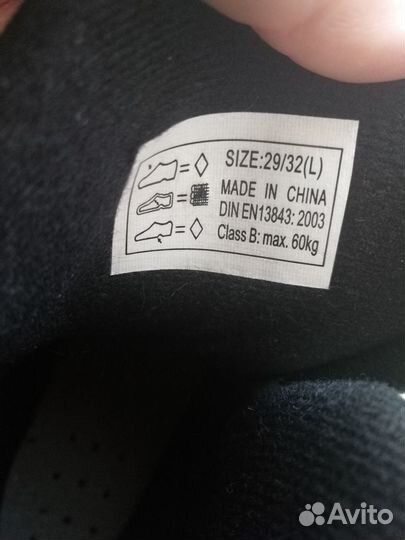 SIZE:29/32(L)
MADE IN CHINA
DIN EN13843: 2003
Class B: max. 60kg
Avito